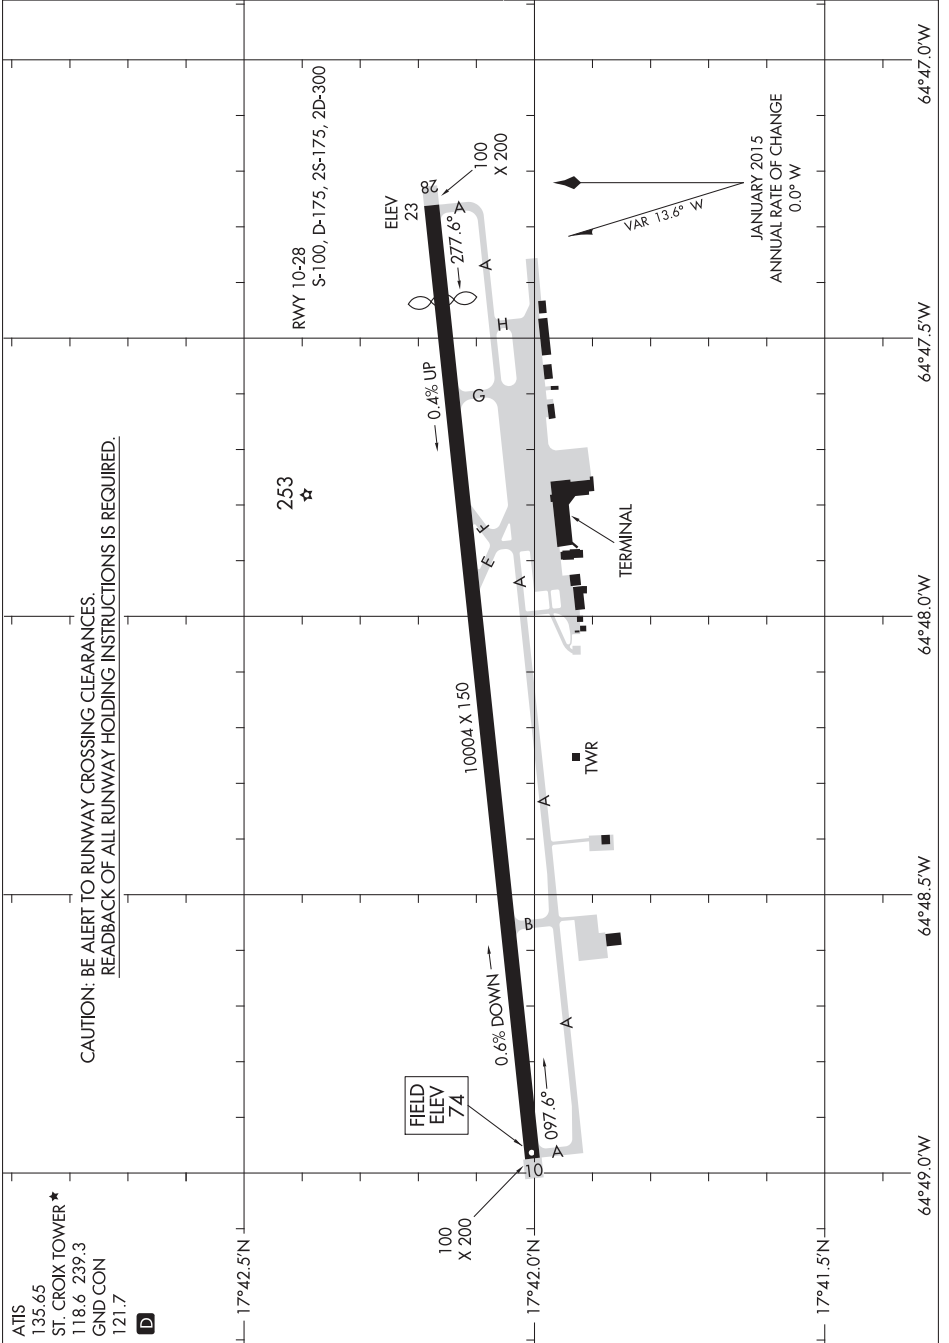 ATIS
135.65
ST. CROIX TOWER★
118.6 239.3
GND CON
121.7
D
CAUTION: BE ALERT TO RUNWAY CROSSING CLEARANCES.
READBACK OF ALL RUNWAY HOLDING INSTRUCTIONS IS REQUIRED.
17°42.5'N
17°42.0'N
17°41.5'N
253
RWY 10-28
S-100, D-175, 2S-175, 2D-300
100
X 200
10
FIELD
ELEV
74
097.6°
0.6% DOWN
10004 X 150
0.4% UP
277.6°
ELEV
23
28
100
X 200
A
A
B
A
A
E
F
G
H
A
A
TWR
TERMINAL
VAR 13.6° W
JANUARY 2015
ANNUAL RATE OF CHANGE
0.0° W
64°49.0'W
64°48.5'W
64°48.0'W
64°47.5'W
64°47.0'W